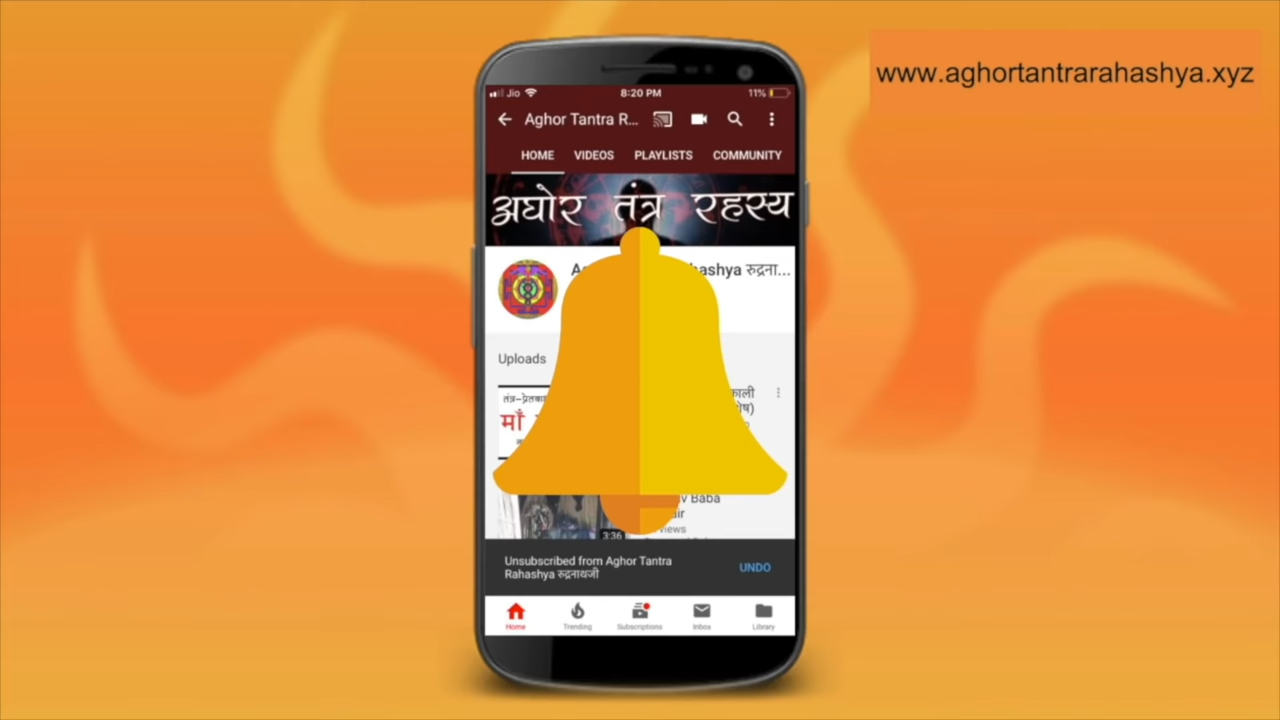 www.aghortantrarahashya.xyz
Jio
8:20 PM
11%
Aghor Tantra R...
HOME VIDEOS PLAYLISTS COMMUNITY
अघोर तंत्र रहस्य
रुद्रना...
Uploads
माँ
3:36
Baba
Unsubscribed from Aghor Tantra
Rahashya रुद्रनाथजी
UNDO
Home Trending Subscriptions Inbox Library